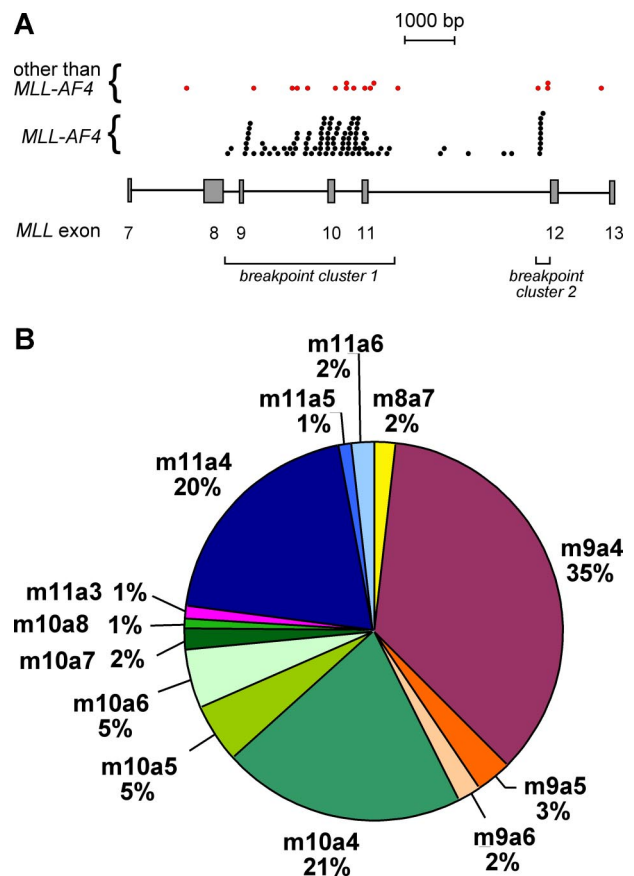 A
1000 bp
other than
MLL-AF4
{
MLL-AF4
{
MLL exon
7 8 9 10 11 12 13
breakpoint cluster 1
breakpoint
cluster 2
B
m11a6
2%
m8a7
2%
m11a5
1%
m11a4
20%
m9a4
35%
m11a3 1%
m10a8 1%
m10a7 2%
m10a6
5%
m10a5
5%
m10a4
21%
m9a6
2%
m9a5
3%